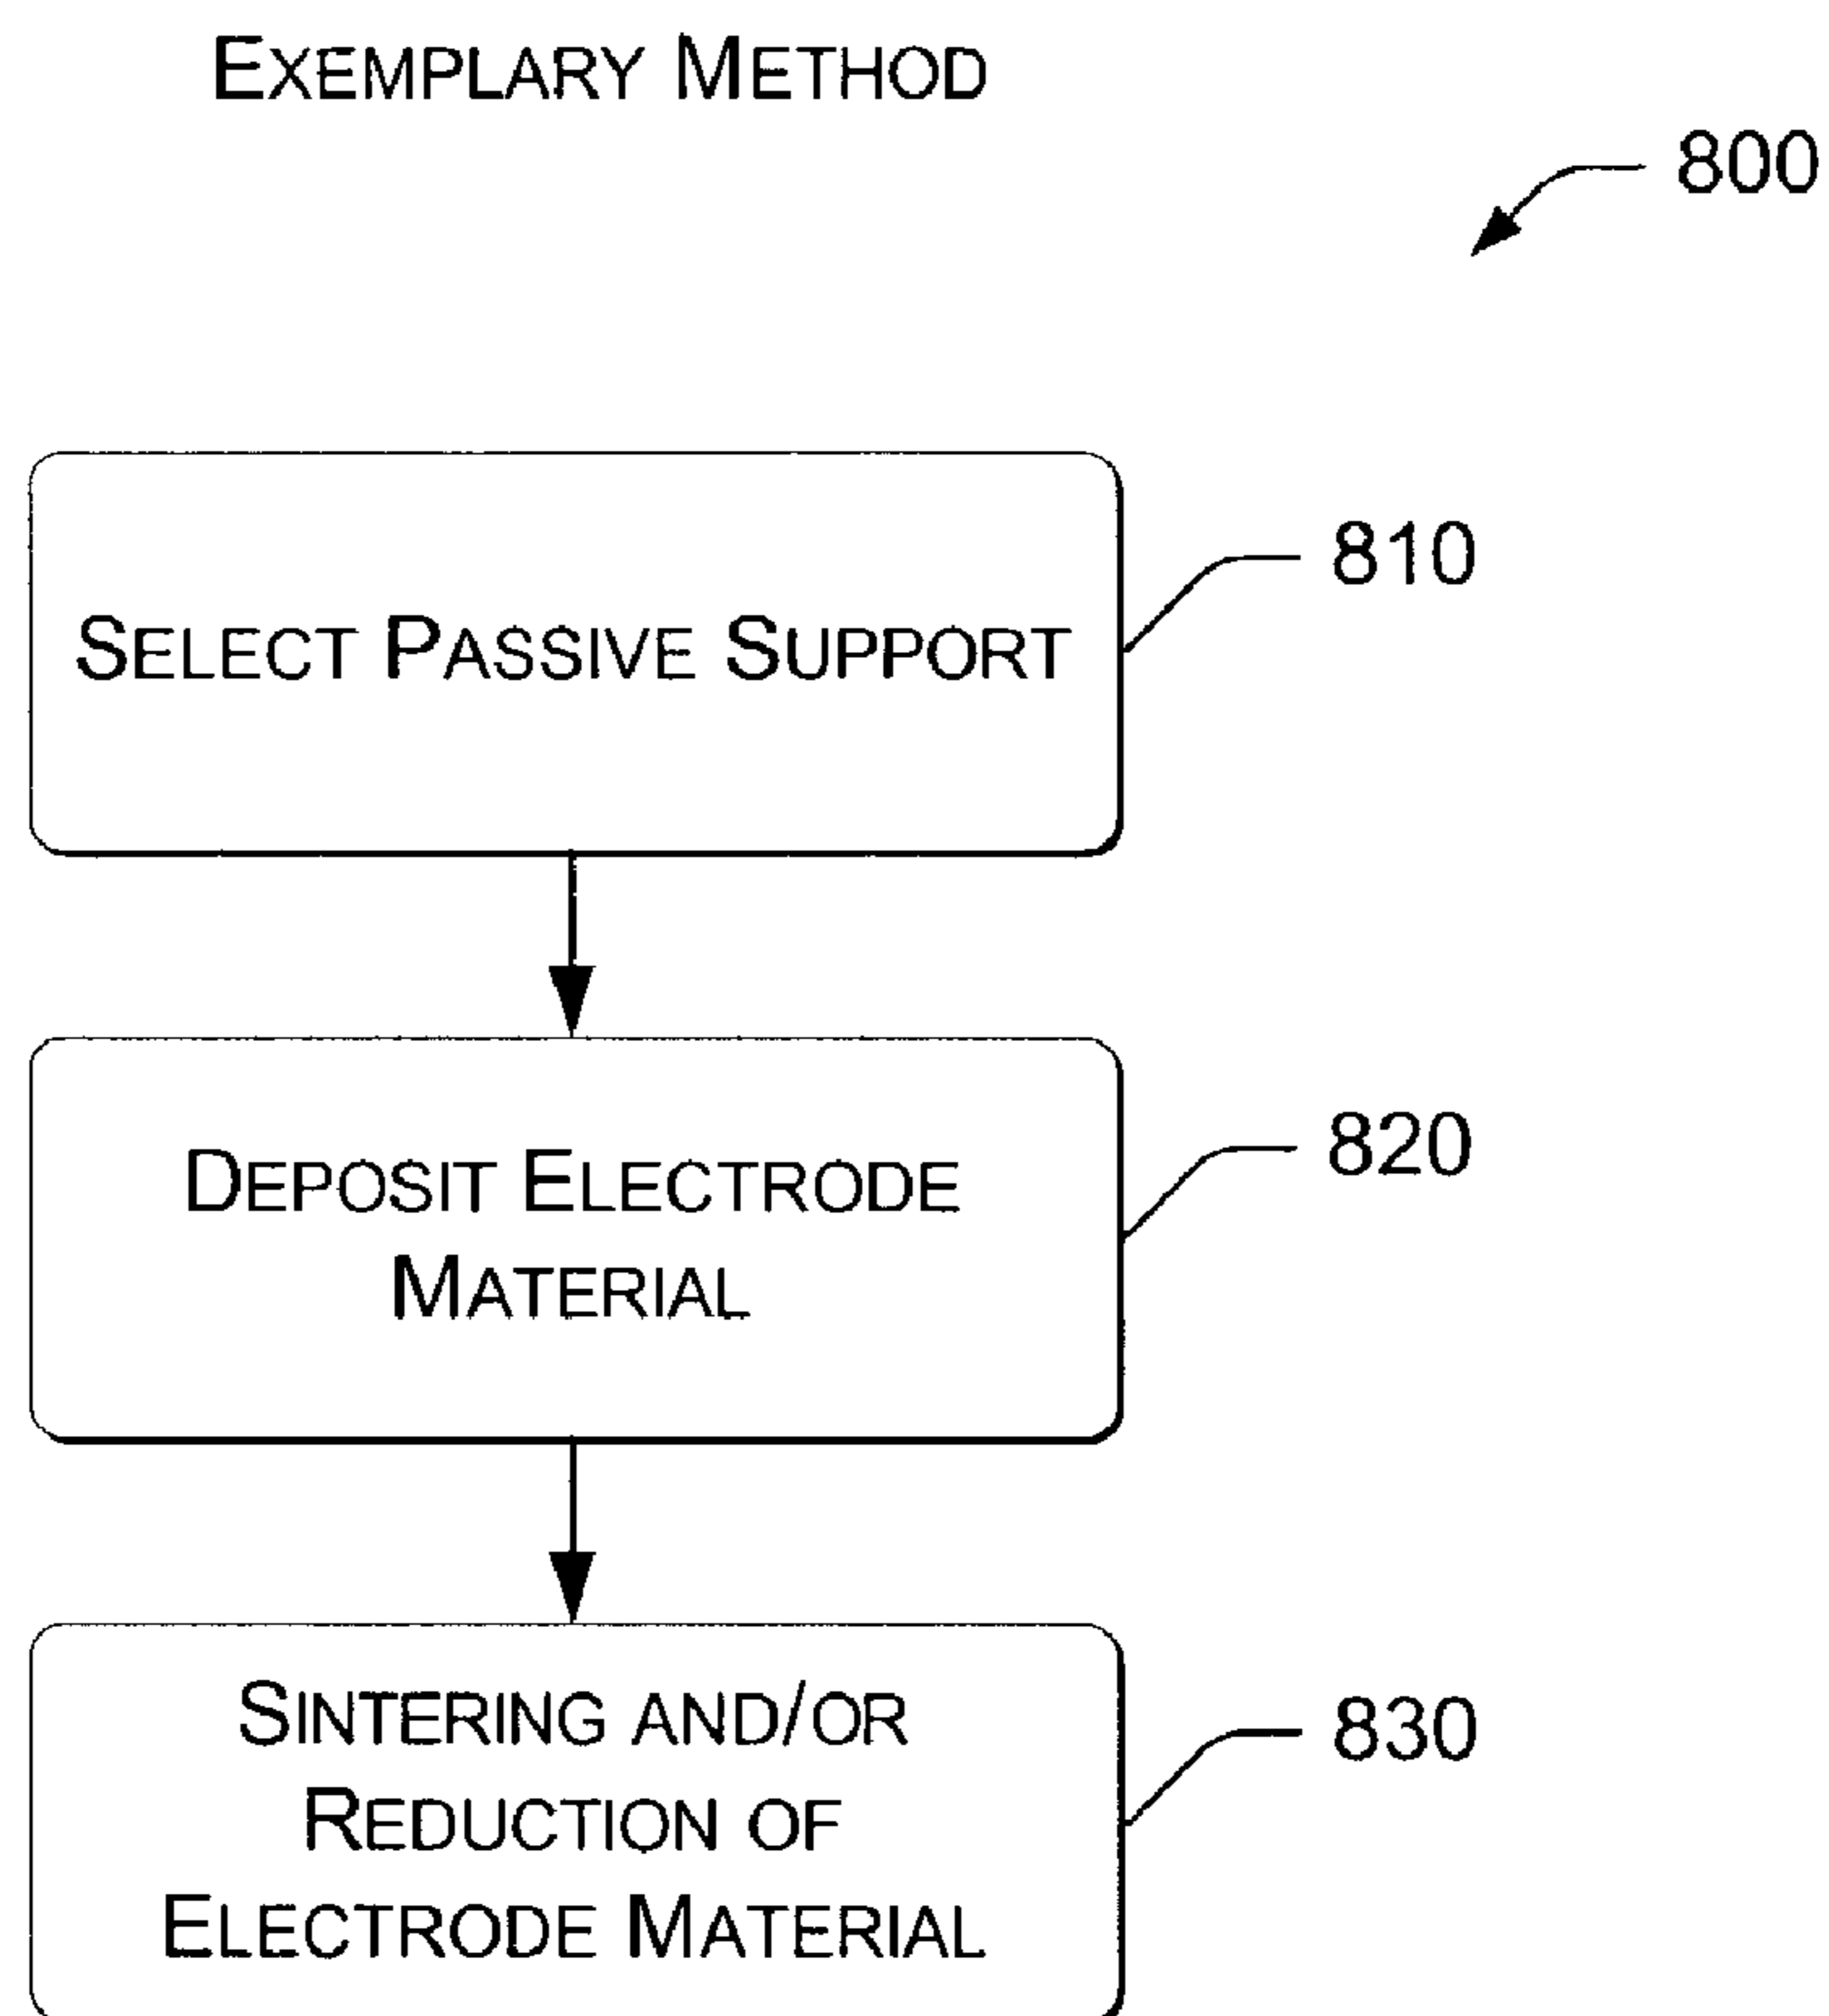 EXEMPLARY METHOD
800
SELECT PASSIVE SUPPORT
810
DEPOSIT ELECTRODE
MATERIAL
820
SINTERING AND/OR
REDUCTION OF
ELECTRODE MATERIAL
830